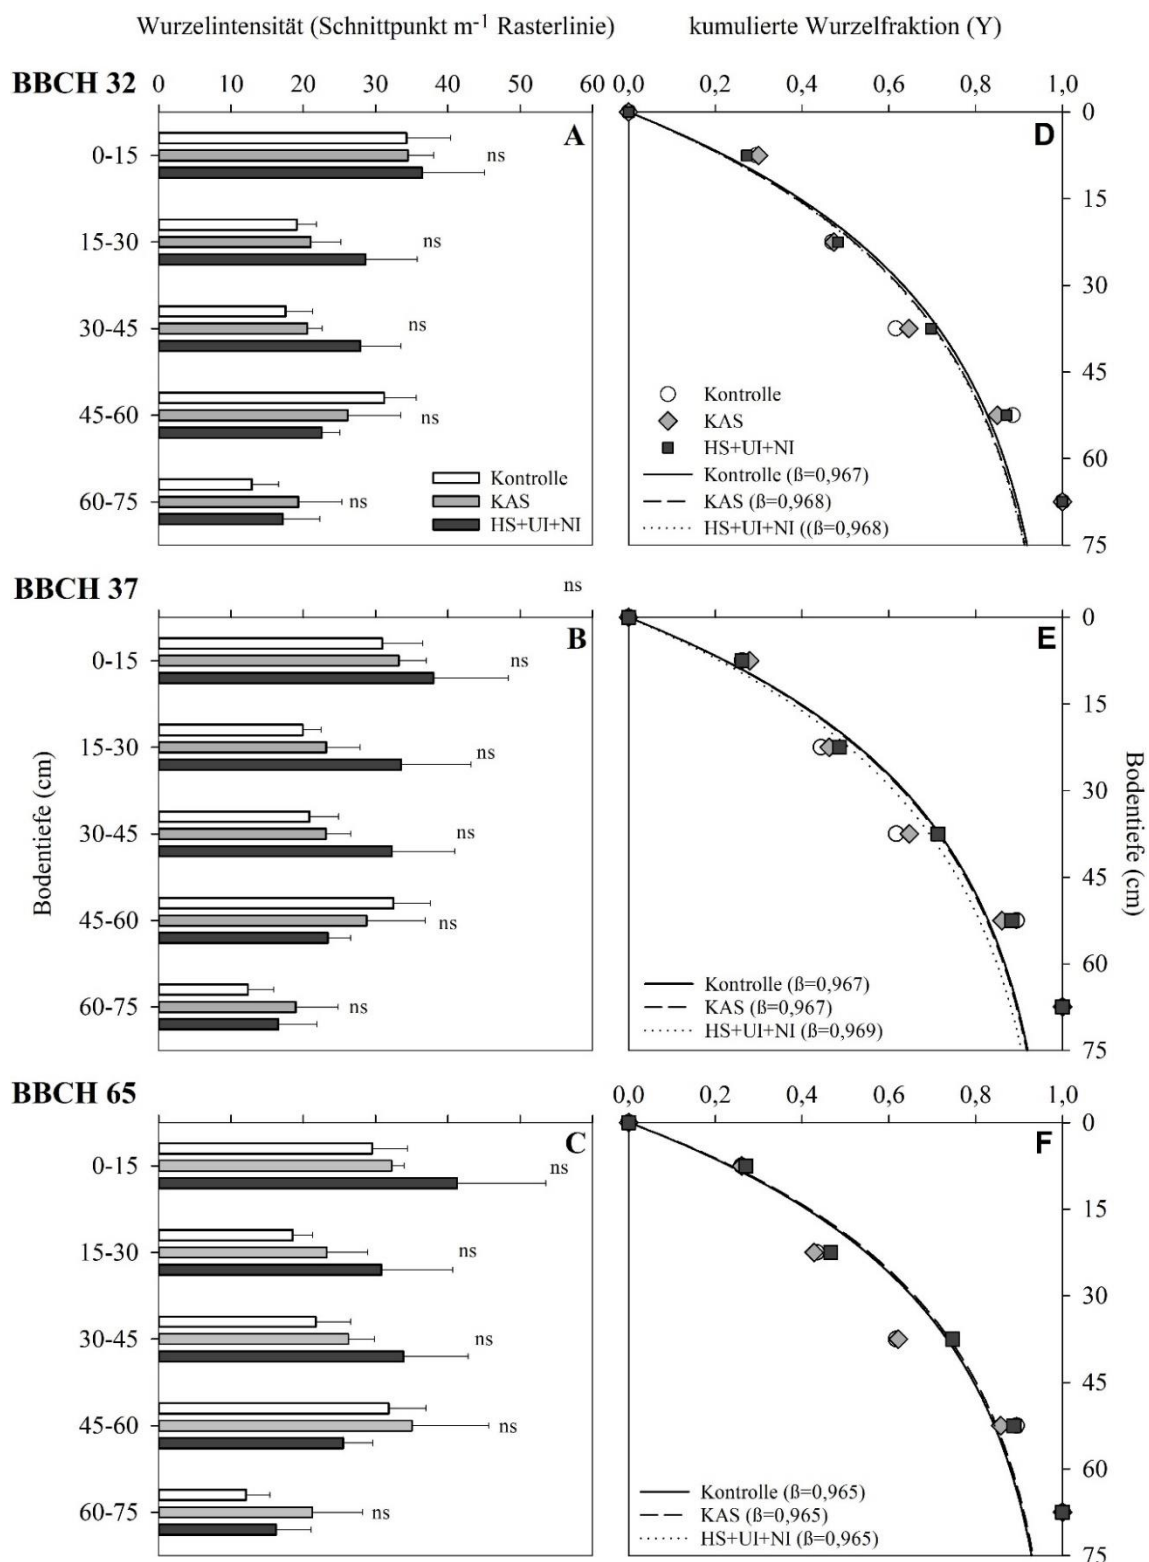 Wurzelintensität (Schnittpunkt m-1 Rasterlinie) kumulierte Wurzelfraktion (Y)
BBCH 32
0 10 20 30 40 50 60
0,0 0,2 0,4 0,6 0,8 1,0
A
0-15 ns
15-30 ns
30-45 ns
45-60 ns
60-75 ns
Kontrolle
KAS
HS+UI+NI
D
0
15
30
45
60
75
Kontrolle
KAS
HS+UI+NI
Kontrolle (ß=0,967)
KAS (ß=0,968)
HS+UI+NI ((ß=0,968)
BBCH 37
ns
B
0-15 ns
15-30 ns
30-45 ns
45-60 ns
60-75 ns
Bodentiefe (cm)
E
0
15
30
45
60
75
Bodentiefe (cm)
Kontrolle (ß=0,967)
KAS (ß=0,967)
HS+UI+NI (ß=0,969)
BBCH 65
0,0 0,2 0,4 0,6 0,8 1,0
C
0-15 ns
15-30 ns
30-45 ns
45-60 ns
60-75 ns
F
0
15
30
45
60
75
Kontrolle (ß=0,965)
KAS (ß=0,965)
HS+UI+NI (ß=0,965)